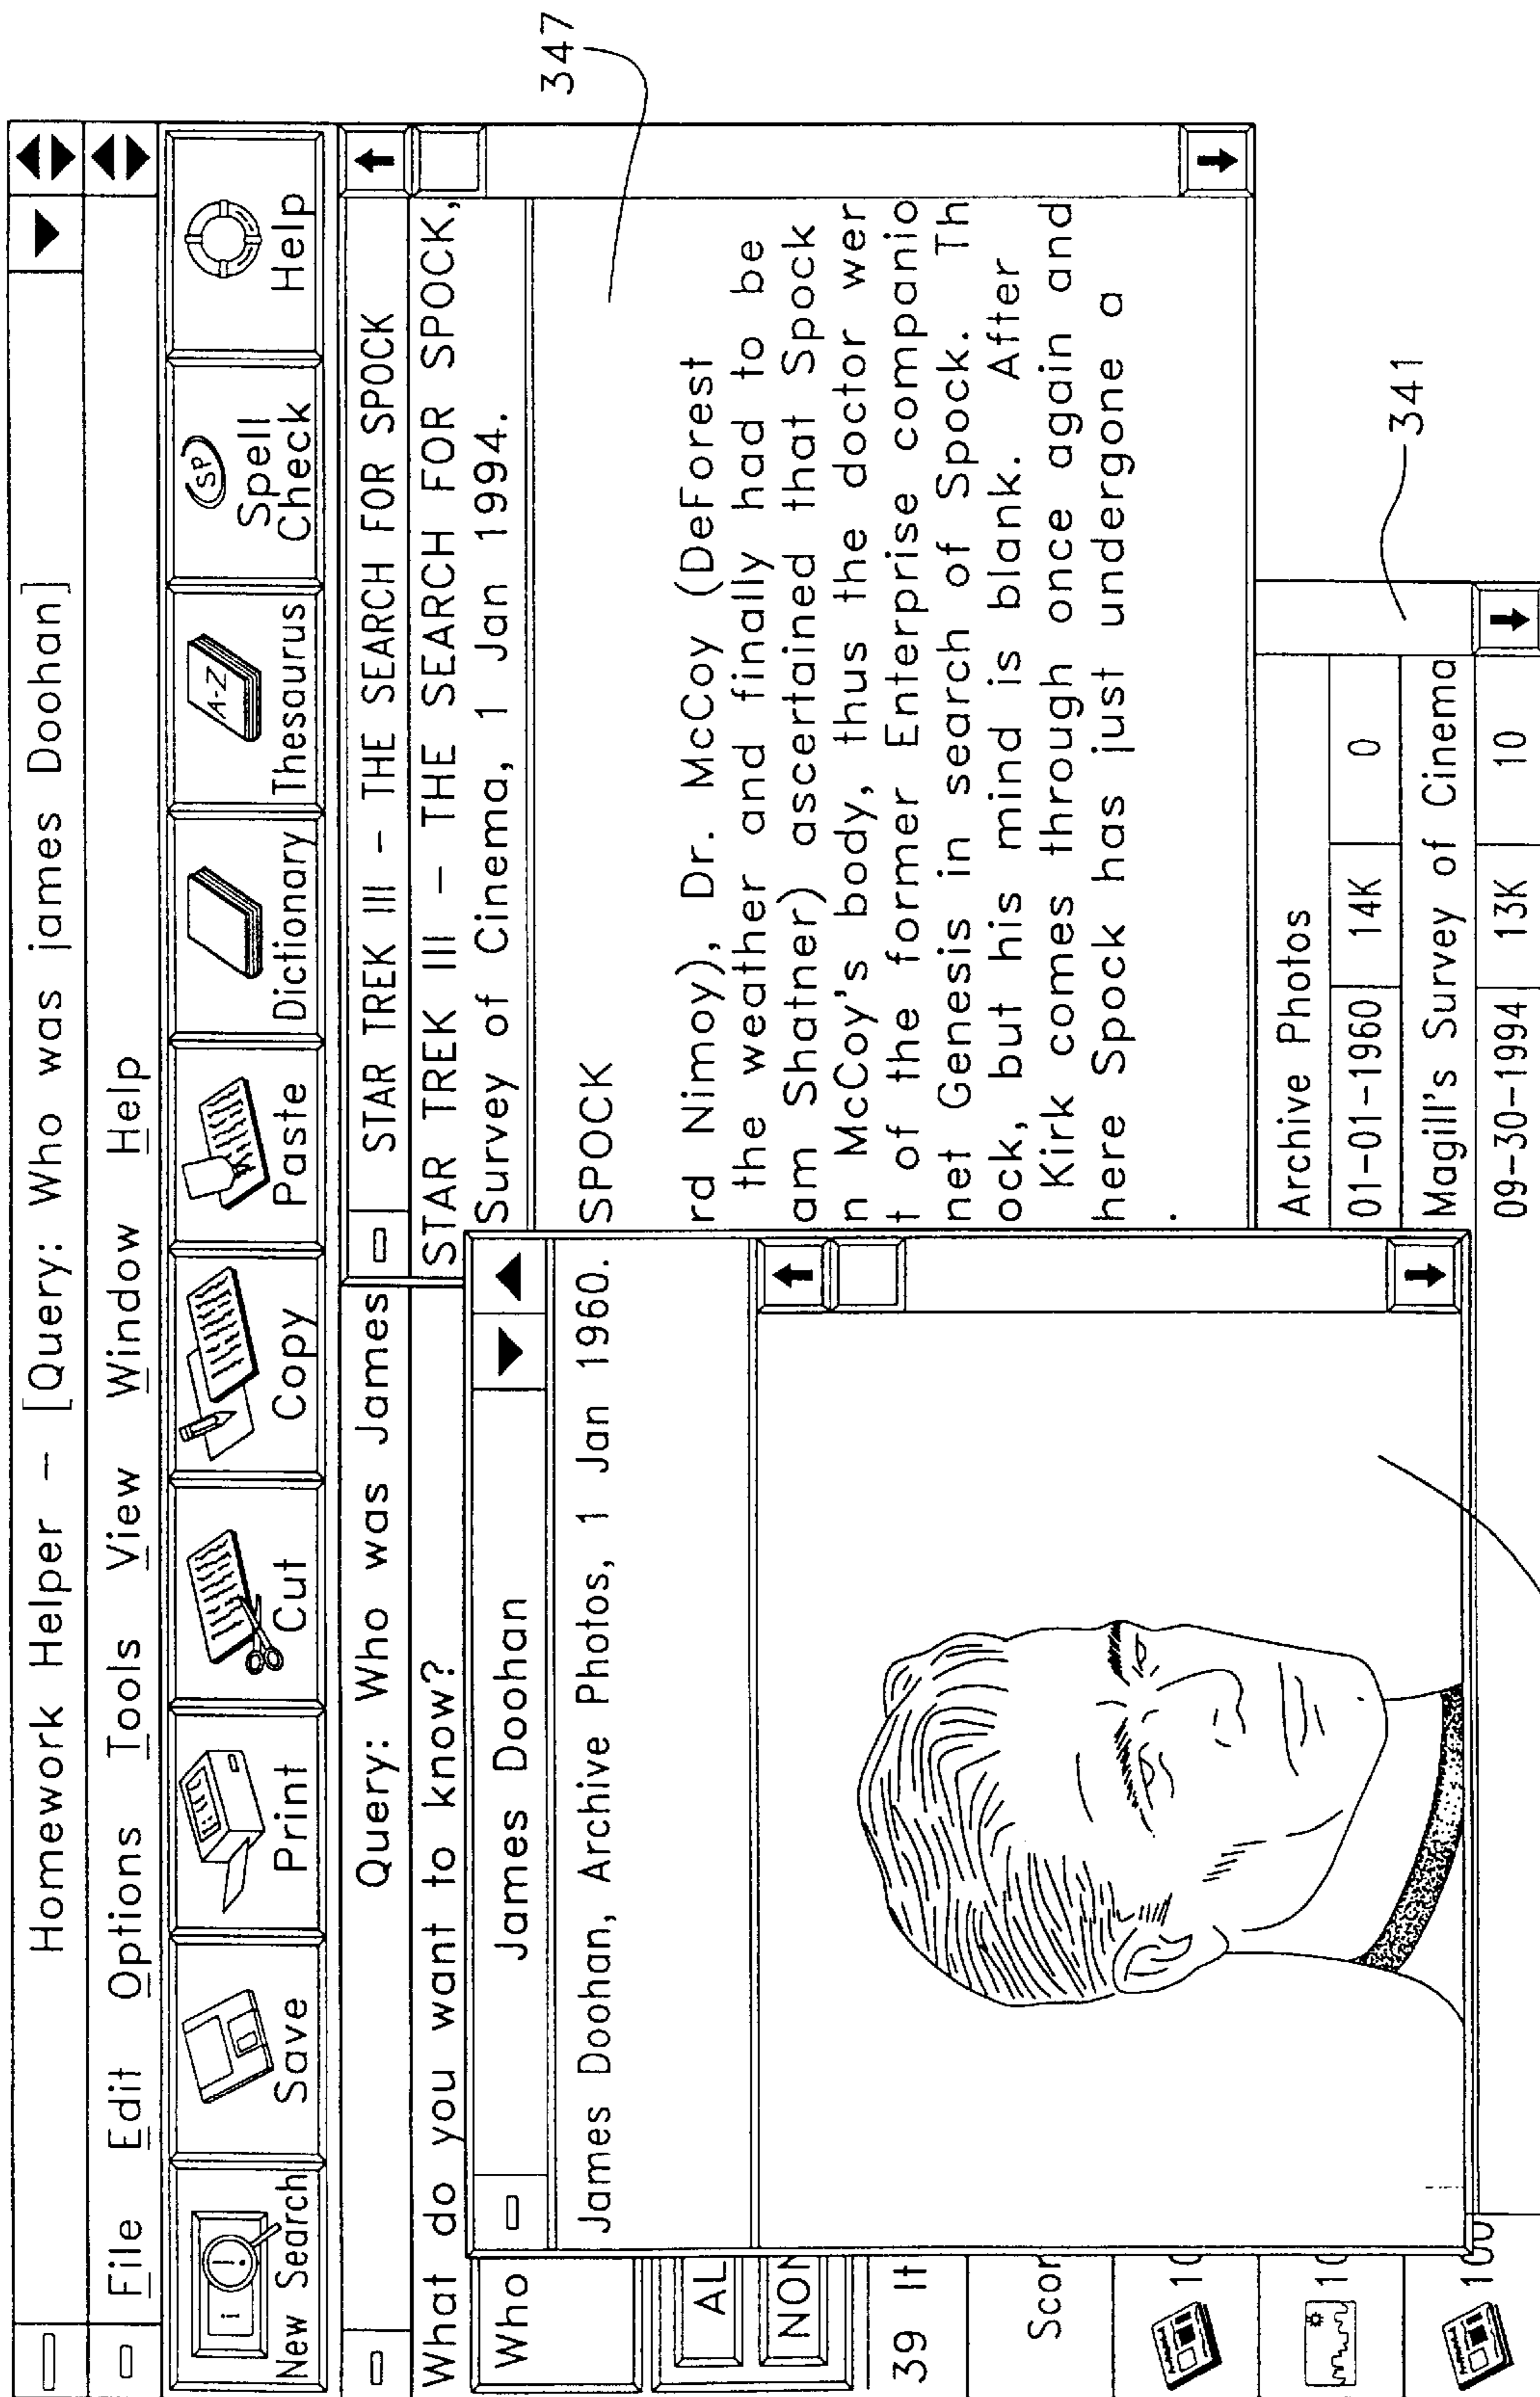 Homework Helper – [Query: Who was james Doohan]
File Edit Options Tools View Window Help
New Search Save Print Cut Copy Paste Dictionary Thesaurus Spell Check Help
i
!
A-Z
SP
Query: Who was James
STAR TREK III – THE SEARCH FOR SPOCK
What do you want to know?
STAR TREK III – THE SEARCH FOR SPOCK,
Survey of Cinema, 1 Jan 1994.
Who
James Doohan
James Doohan, Archive Photos, 1 Jan 1960.
SPOCK
rd Nimoy), Dr. McCoy (DeForest
the weather and finally had to be
am Shatner) ascertained that Spock
n McCoy's body, thus the doctor wer
t of the former Enterprise companio
net Genesis in search of Spock. Th
ock, but his mind is blank. After
Kirk comes through once again and
here Spock has just undergone a
.
AL
NON
39 It
Scor
10
10
100
Archive Photos
01-01-1960 14K 0
Magill's Survey of Cinema
09-30-1994 13K 10
347
341